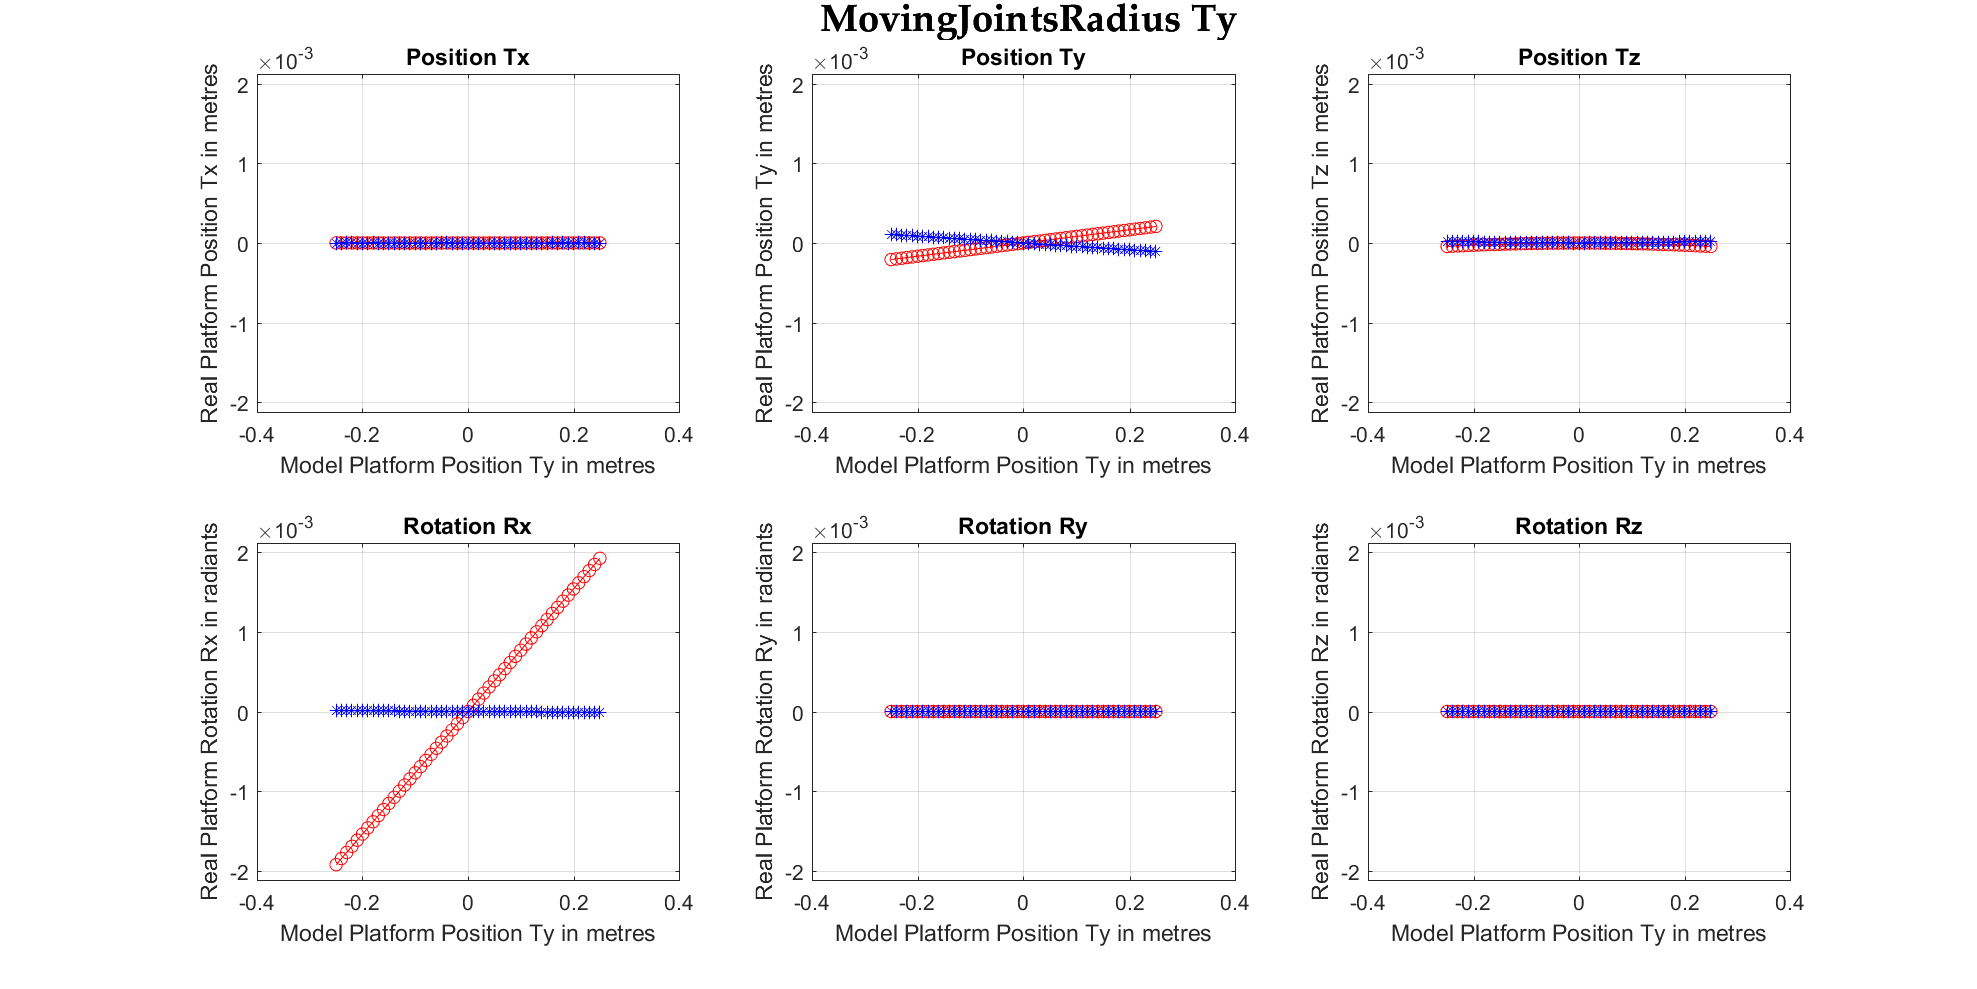 MovingJointsRadius Ty
Position Tx
×10-3
Real Platform Position Tx in metres
2
1
0
-1
-2
-0.4 -0.2 0 0.2 0.4
Model Platform Position Ty in metres
Position Ty
×10-3
Real Platform Position Ty in metres
2
1
0
-1
-2
-0.4 -0.2 0 0.2 0.4
Model Platform Position Ty in metres
Position Tz
×10-3
Real Platform Position Tz in metres
2
1
0
-1
-2
-0.4 -0.2 0 0.2 0.4
Model Platform Position Ty in metres
Rotation Rx
×10-3
Real Platform Rotation Rx in radiants
2
1
0
-1
-2
-0.4 -0.2 0 0.2 0.4
Model Platform Position Ty in metres
Rotation Ry
×10-3
Real Platform Rotation Ry in radiants
2
1
0
-1
-2
-0.4 -0.2 0 0.2 0.4
Model Platform Position Ty in metres
Rotation Rz
×10-3
Real Platform Rotation Rz in radiants
2
1
0
-1
-2
-0.4 -0.2 0 0.2 0.4
Model Platform Position Ty in metres